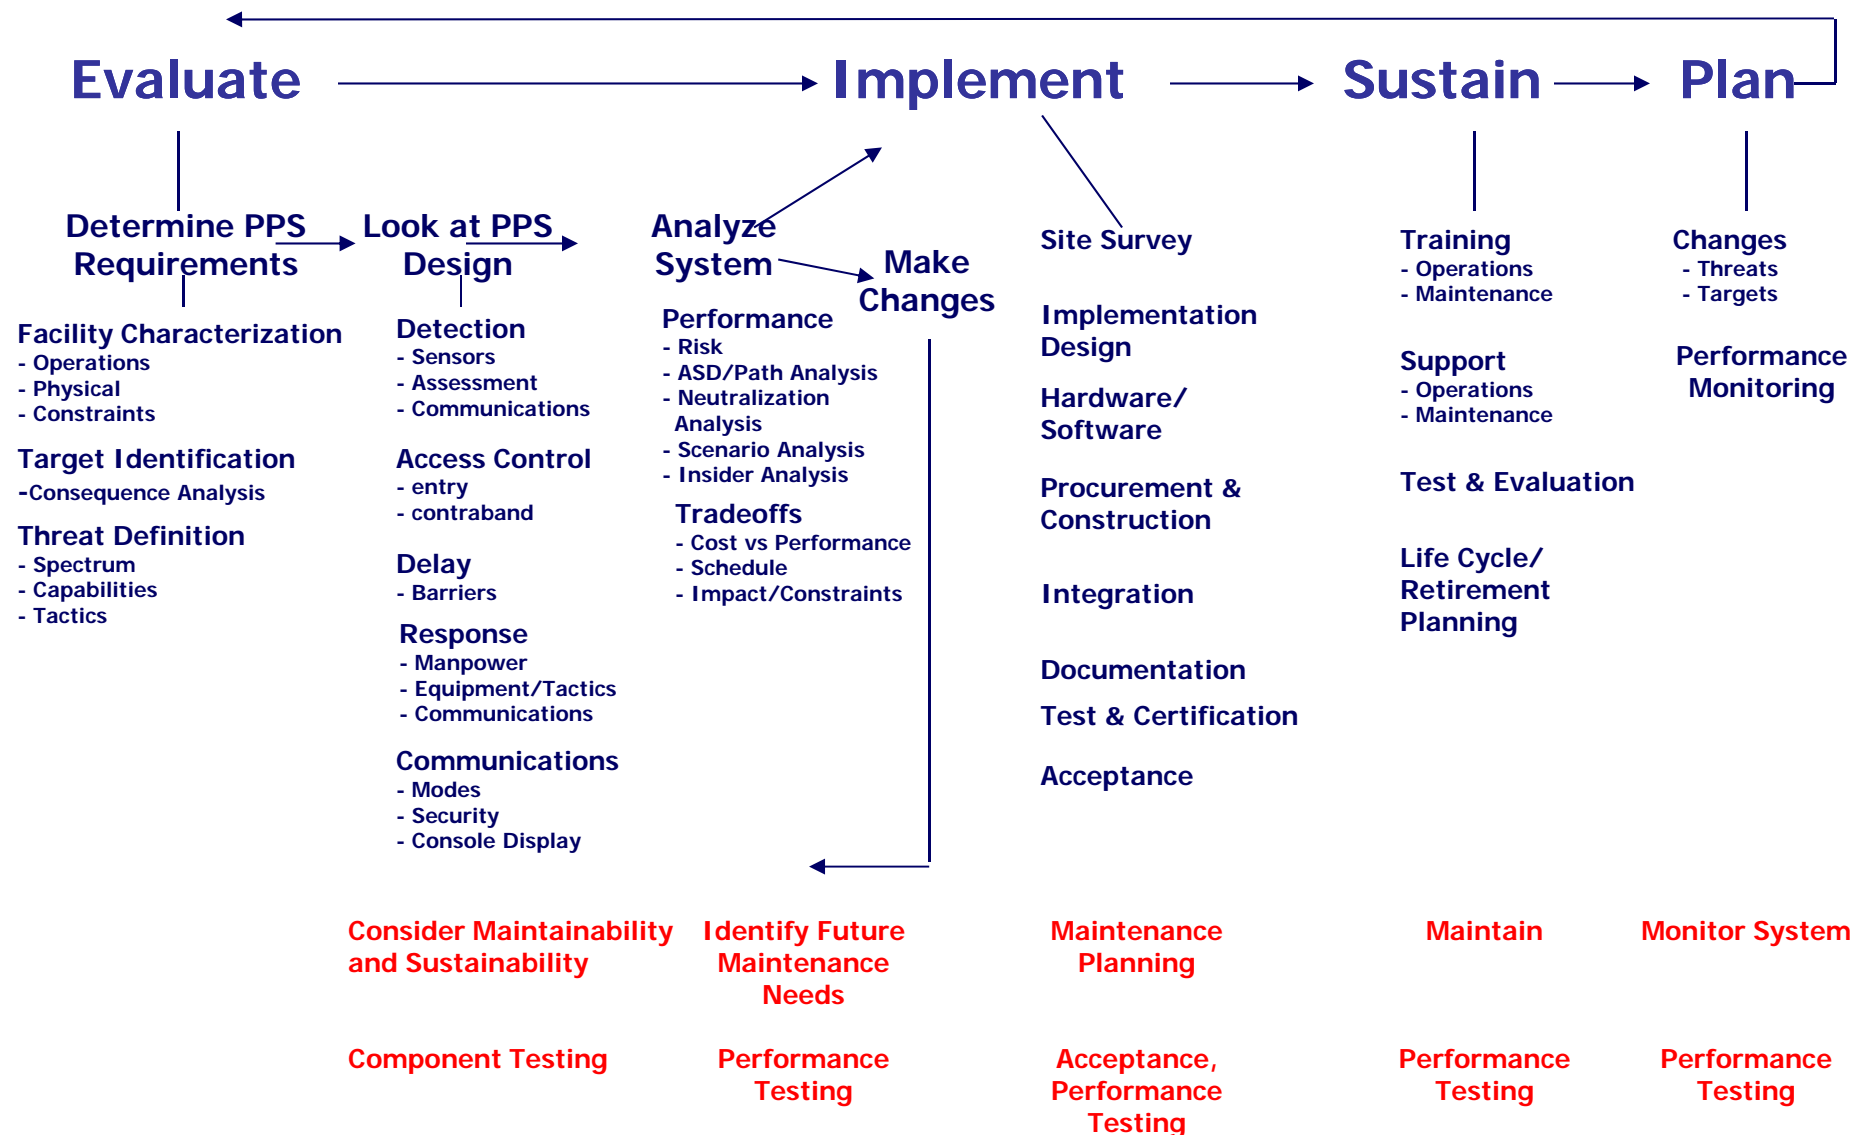 Evaluate
Implement
Sustain
Plan
Determine PPS
Requirements
Facility Characterization
- Operations
- Physical
- Constraints
Target Identification
-Consequence Analysis
Threat Definition
- Spectrum
- Capabilities
- Tactics
Look at PPS
Design
Detection
- Sensors
- Assessment
- Communications
Access Control
- entry
- contraband
Delay
- Barriers
Response
- Manpower
- Equipment/Tactics
- Communications
Communications
- Modes
- Security
- Console Display
Analyze
System
Performance
- Risk
- ASD/Path Analysis
- Neutralization
Analysis
- Scenario Analysis
- Insider Analysis
Tradeoffs
- Cost vs Performance
- Schedule
- Impact/Constraints
Make
Changes
Site Survey
Implementation
Design
Hardware/
Software
Procurement &
Construction
Integration
Documentation
Test & Certification
Acceptance
Training
- Operations
- Maintenance
Support
- Operations
- Maintenance
Test & Evaluation
Life Cycle/
Retirement
Planning
Changes
- Threats
- Targets
Performance
Monitoring
Consider Maintainability
and Sustainability
Identify Future
Maintenance
Needs
Maintenance
Planning
Maintain
Monitor System
Component Testing
Performance
Testing
Acceptance,
Performance
Testing
Performance
Testing
Performance
Testing